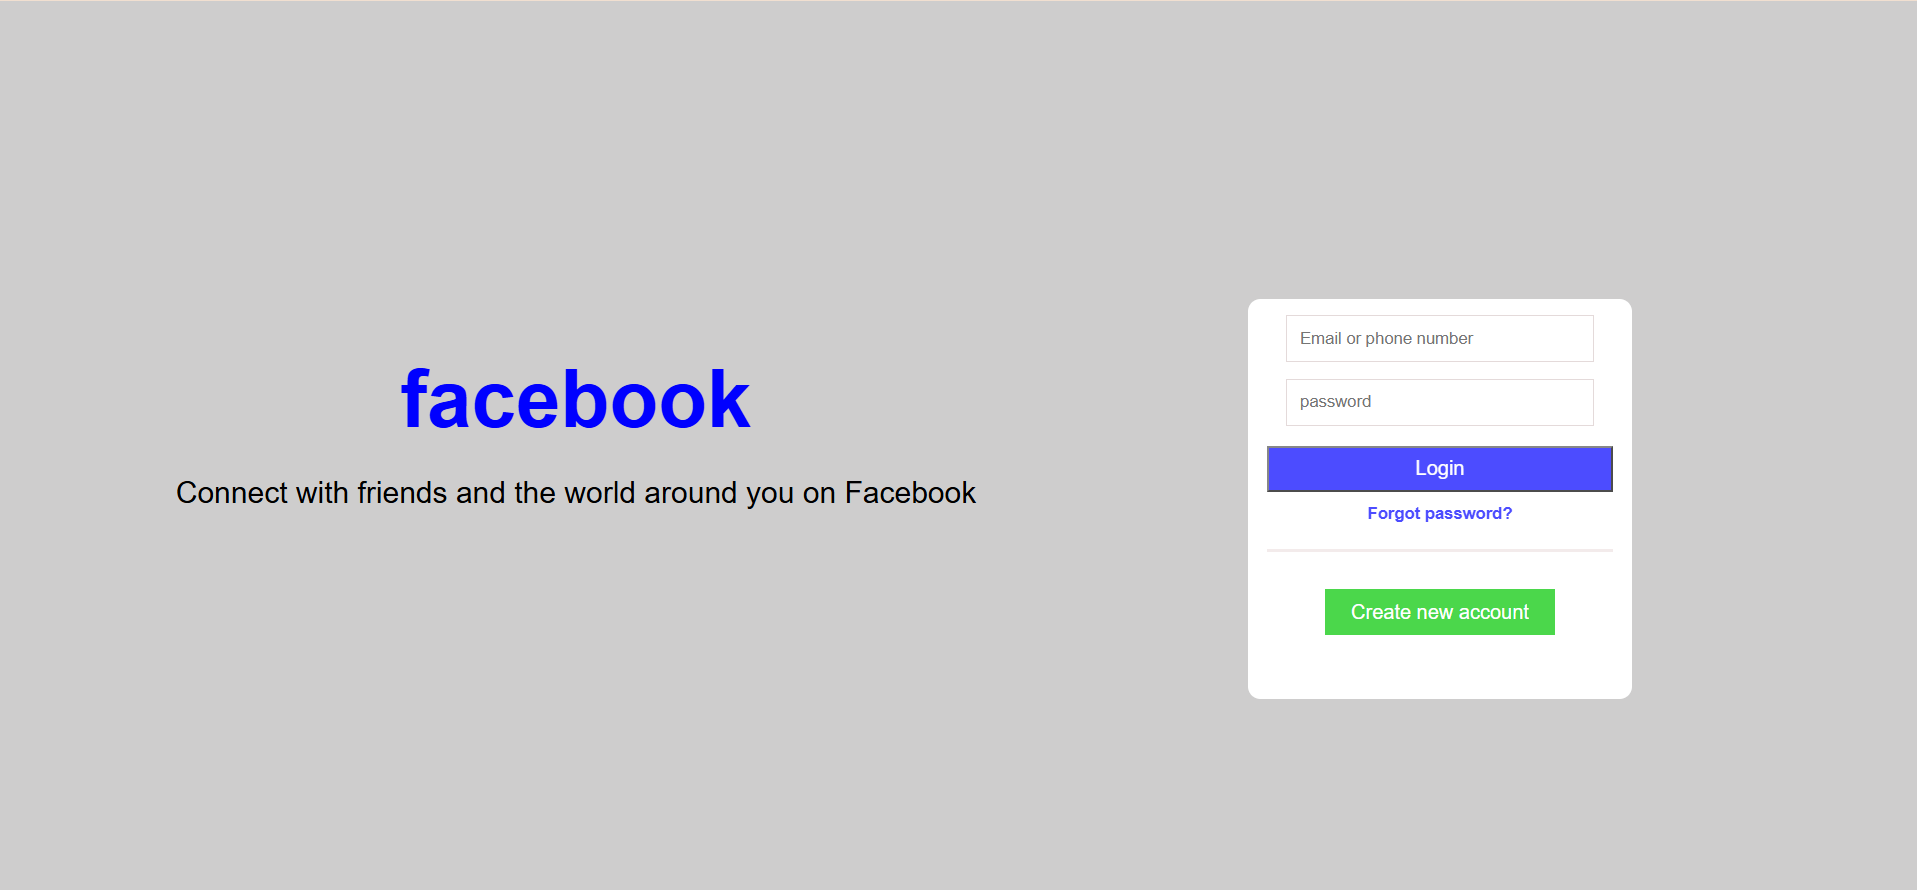 facebook
Connect with friends and the world around you on Facebook
Email or phone number
password
Login
Forgot password?
Create new account